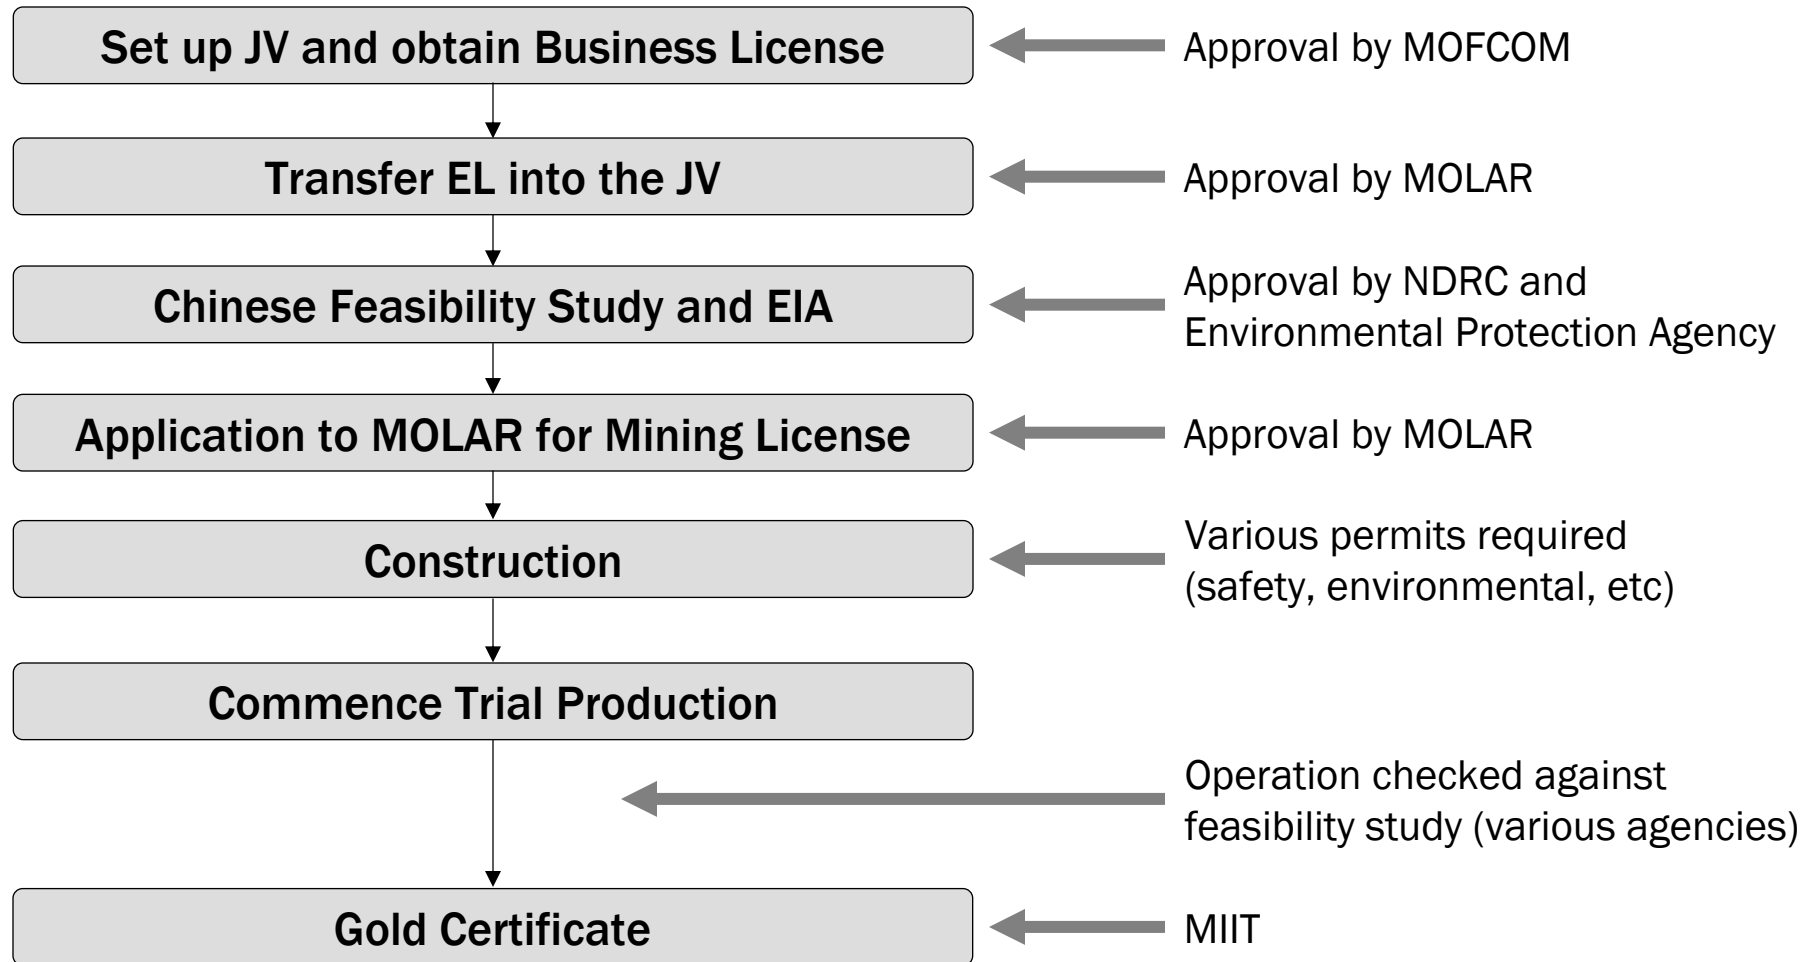 Set up JV and obtain Business License
Approval by MOFCOM
Transfer EL into the JV
Approval by MOLAR
Chinese Feasibility Study and EIA
Approval by NDRC and
Environmental Protection Agency
Application to MOLAR for Mining License
Approval by MOLAR
Construction
Various permits required
(safety, environmental, etc)
Commence Trial Production
Operation checked against
feasibility study (various agencies)
Gold Certificate
MIIT